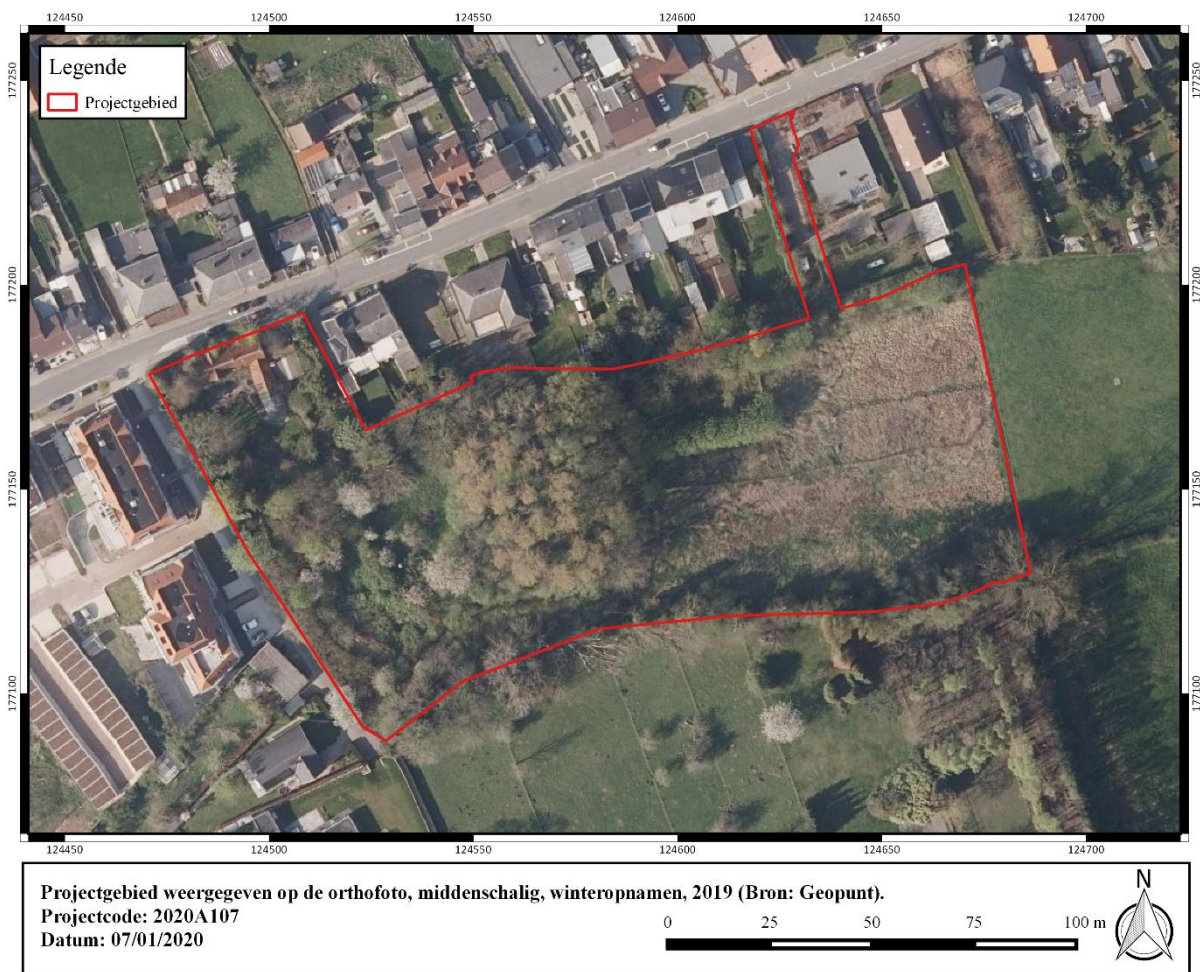 124450 124500 124550 124600 124650 124700
177250 177250
Legende
Projectgebied
177200 177200
177150 177150
177100 177100
124450 124500 124550 124600 124650 124700
Projectgebied weergegeven op de orthofoto, middenschalig, winteropnamen, 2019 (Bron: Geopunt).
Projectcode: 2020A107
Datum: 07/01/2020
0 25 50 75 100 m
N